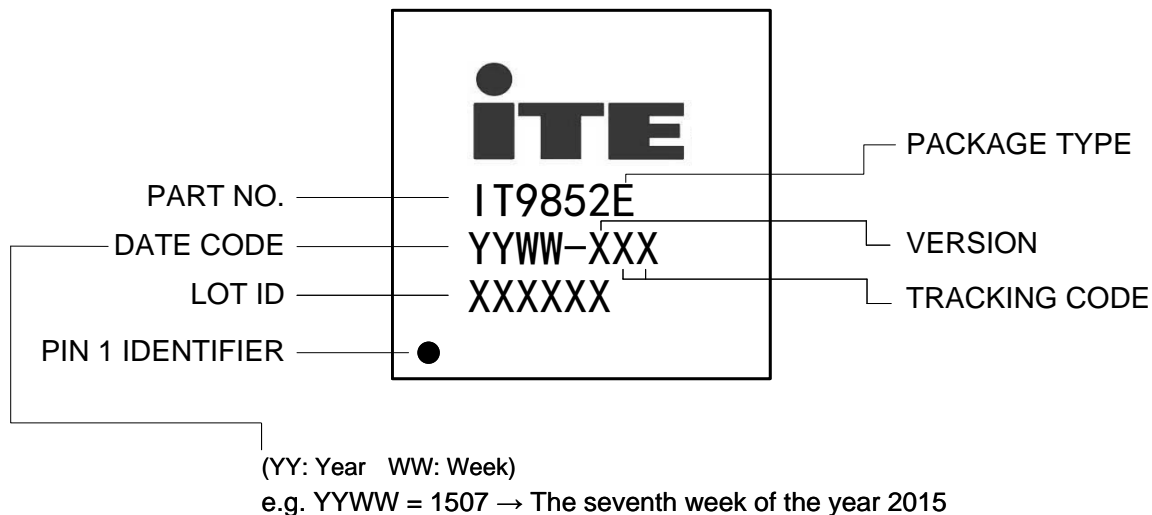 iTE
PACKAGE TYPE
PART NO.
IT9852E
DATE CODE
YYWW-XXX
VERSION
LOT ID
XXXXXX
TRACKING CODE
PIN 1 IDENTIFIER
(YY: Year WW: Week)
e.g. YYWW = 1507 → The seventh week of the year 2015